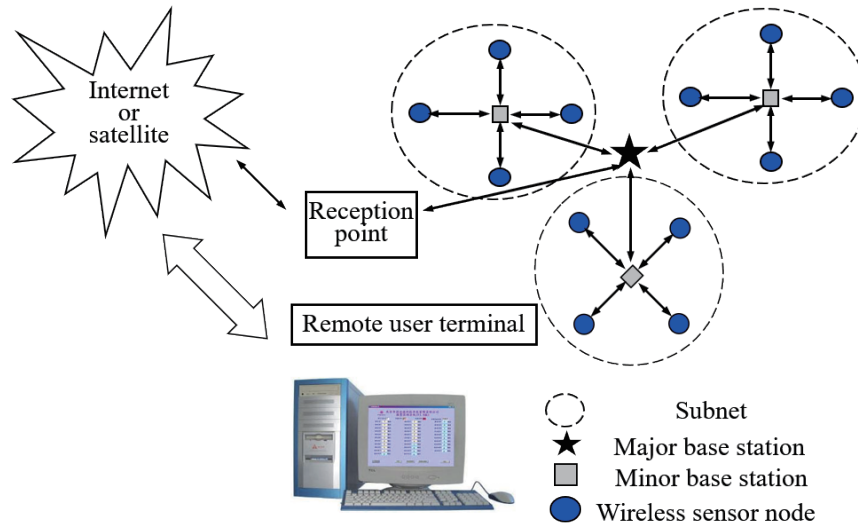 Internet
or
satellite
Reception
point
Remote user terminal
Subnet
Major base station
Minor base station
Wireless sensor node